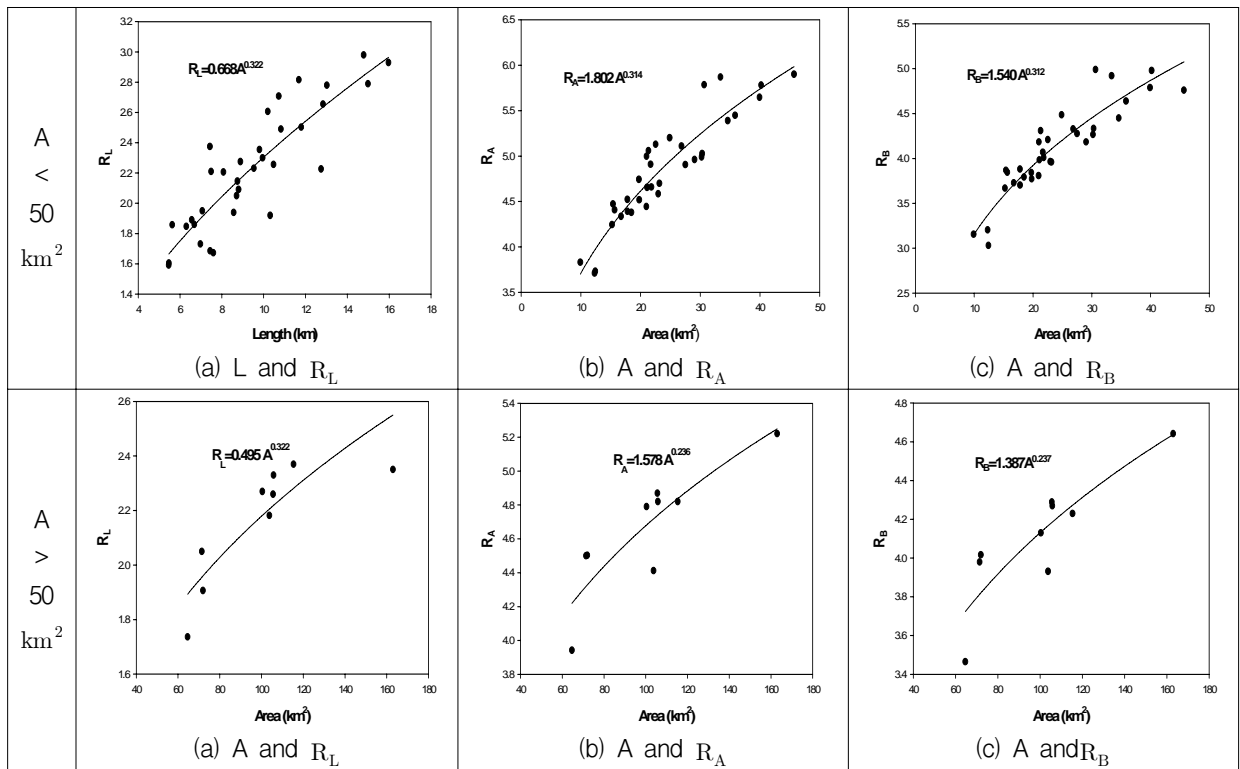 A
<
50
km²
R_L=0.668A^0.322
R_L
3.2
3.0
2.8
2.6
2.4
2.2
2.0
1.8
1.6
1.4
4 6 8 10 12 14 16 18
Length (km)
(a) L and R_L
R_A=1.802 A^0.314
R_A
6.5
6.0
5.5
5.0
4.5
4.0
3.5
0 10 20 30 40 50
Area (km²)
(b) A and R_A
R_B=1.540 A^0.312
R_B
5.5
5.0
4.5
4.0
3.5
3.0
2.5
0 10 20 30 40 50
Area (km²)
(c) A and R_B
A
>
50
km²
R_L=0.495 A^0.322
R_L
2.6
2.4
2.2
2.0
1.8
1.6
40 60 80 100 120 140 160 180
Area (km²)
(a) A and R_L
R_A=1.578 A^0.236
R_A
5.4
5.2
5.0
4.8
4.6
4.4
4.2
4.0
3.8
40 60 80 100 120 140 160 180
Area (km²)
(b) A and R_A
R_B=1.387A^0.237
R_B
4.8
4.6
4.4
4.2
4.0
3.8
3.6
3.4
40 60 80 100 120 140 160 180
Area (km²)
(c) A andR_B